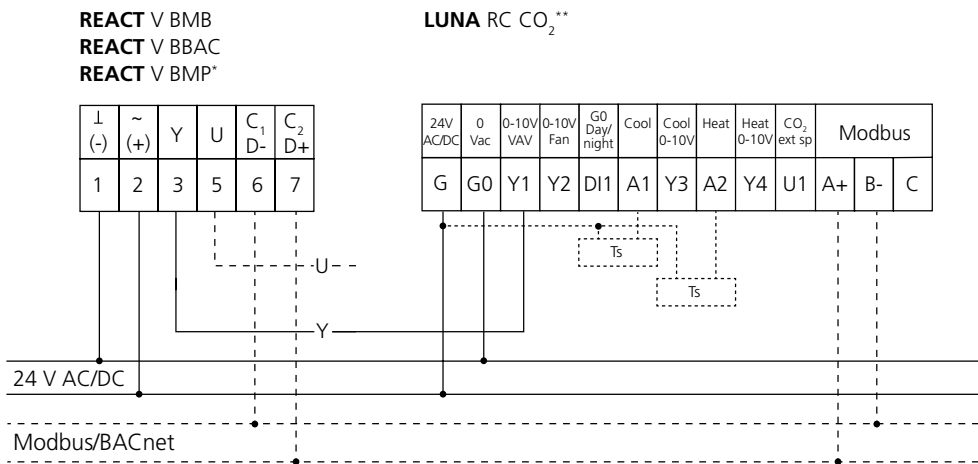 REACT V BMB
REACT V BBAC
REACT V BMP*
LUNA RC CO₂**
⊥ (-)
~ (+)
Y
U
C₁ D-
C₂ D+
1 2 3 5 6 7
24V AC/DC
0 Vac
0-10V VAV
0-10V Fan
G0 Day/ night
Cool
Cool 0-10V
Heat
Heat 0-10V
CO₂ ext sp
Modbus
G G0 Y1 Y2 DI1 A1 Y3 A2 Y4 U1 A+ B- C
Ts
U
Ts
Y
24 V AC/DC
Modbus/BACnet